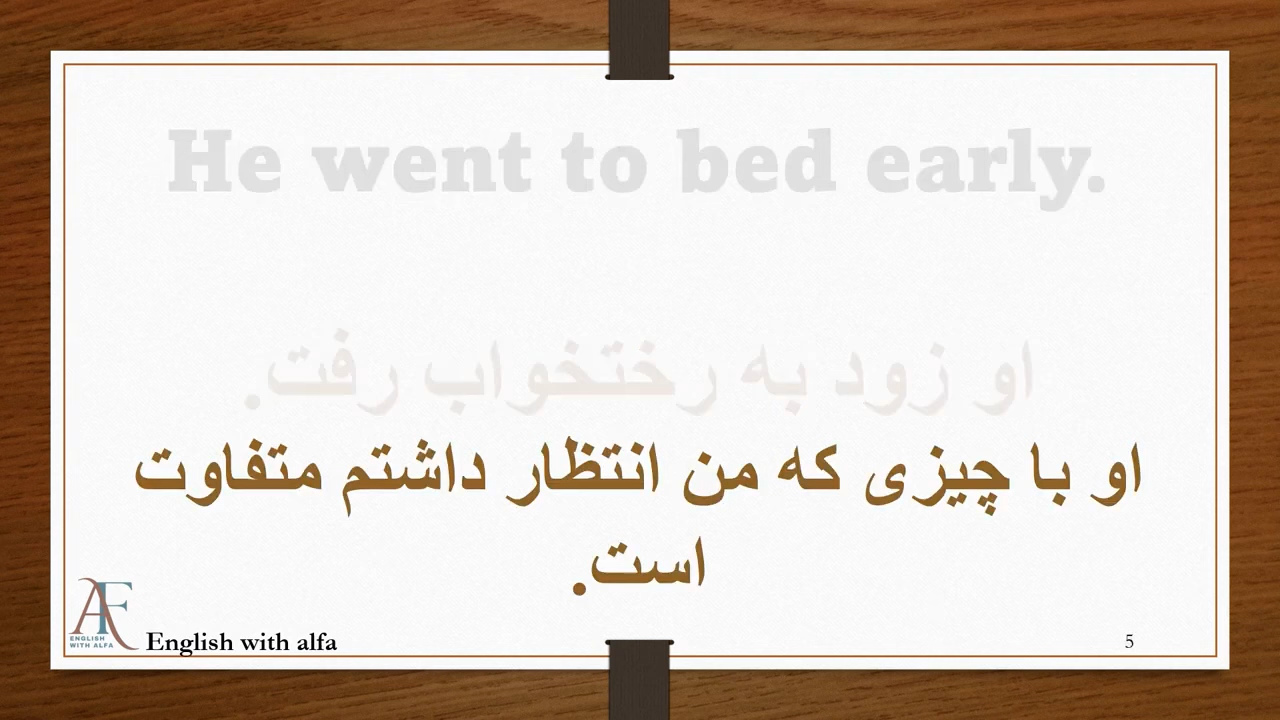 He went to bed early.
او زود به رختخواب رفت.
او با چیزی که من انتظار داشتم متفاوت
است.
AF
ENGLISH
WITH ALFA
English with alfa
5